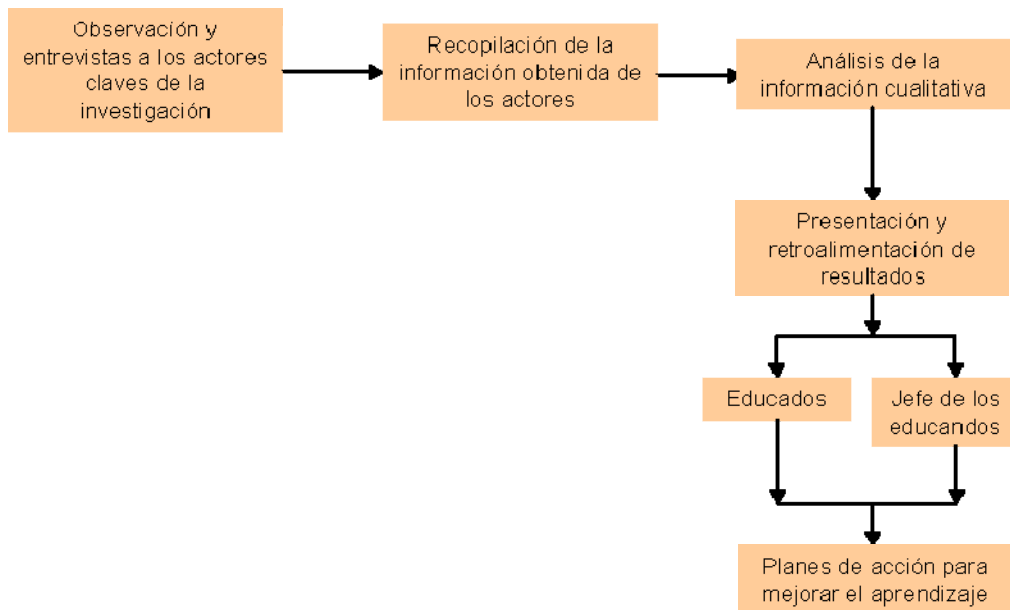 Observación y
entrevistas a los actores
claves de la
investigación
Recopilación de la
información obtenida de
los actores
Análisis de la
información cualitativa
Presentación y
retroalimentación de
resultados
Educados
Jefe de los
educandos
Planes de acción para
mejorar el aprendizaje